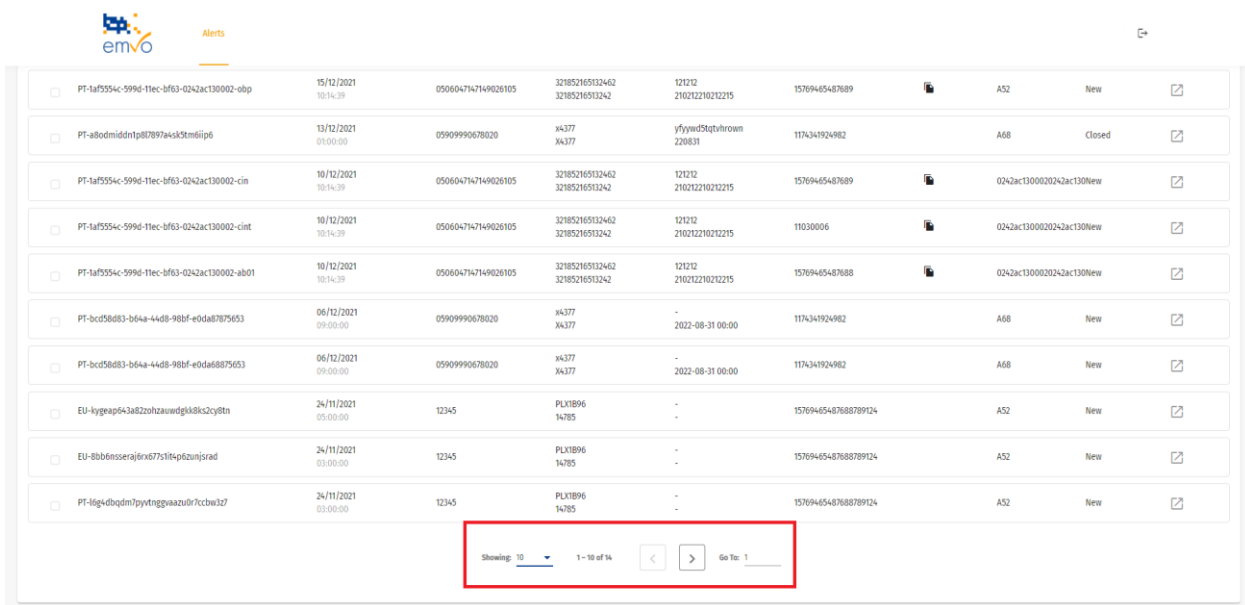 emvo
Alerts
PT-1af5554c-599d-11ec-bf63-0242ac130002-obp 15/12/2021 10:14:39 0506047147149026105 321852165132462 32185216513242 121212 210212210212215 15769465487689 A52 New
PT-a8odmiddn1p8l7897a4sk5tm6iip6 13/12/2021 01:00:00 05909990678020 x4377 X4377 yfyywd5tqtvhrown 220831 1174341924982 A68 Closed
PT-1af5554c-599d-11ec-bf63-0242ac130002-cin 10/12/2021 10:14:39 0506047147149026105 321852165132462 32185216513242 121212 210212210212215 15769465487689 0242ac1300020242ac130New
PT-1af5554c-599d-11ec-bf63-0242ac130002-cint 10/12/2021 10:14:39 0506047147149026105 321852165132462 32185216513242 121212 210212210212215 11030006 0242ac1300020242ac130New
PT-1af5554c-599d-11ec-bf63-0242ac130002-ab01 10/12/2021 10:14:39 0506047147149026105 321852165132462 32185216513242 121212 210212210212215 15769465487688 0242ac1300020242ac130New
PT-bcd58d83-b64a-44d8-98bf-e0da87875653 06/12/2021 09:00:00 05909990678020 x4377 X4377 - 2022-08-31 00:00 1174341924982 A68 New
PT-bcd58d83-b64a-44d8-98bf-e0da68875653 06/12/2021 09:00:00 05909990678020 x4377 X4377 - 2022-08-31 00:00 1174341924982 A68 New
EU-kygeap643a82zohzauwdgkk8ks2cy8tn 24/11/2021 05:00:00 12345 PLX1B96 14785 - - 15769465487688789124 A52 New
EU-8bb6nsseraj6rx677s1it4p6zunjsrad 24/11/2021 03:00:00 12345 PLX1B96 14785 - - 15769465487688789124 A52 New
PT-l6g4dbqdm7pyvtnggvaazu0r7ccbw3z7 24/11/2021 03:00:00 12345 PLX1B96 14785 - - 15769465487688789124 A52 New
Showing: 10 1 – 10 of 14 Go To: 1